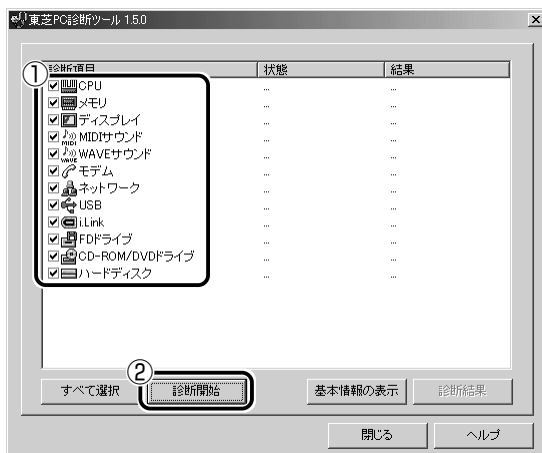 東芝PC診断ツール 1.5.0
①
診断項目 状態 結果
CPU ... ...
メモリ ... ...
ディスプレイ ... ...
MIDIサウンド ... ...
WAVEサウンド ... ...
モデム ... ...
ネットワーク ... ...
USB ... ...
i.Link ... ...
FDドライブ ... ...
CD-ROM/DVDドライブ ... ...
ハードディスク ... ...
②
すべて選択 診断開始 基本情報の表示 診断結果
閉じる ヘルプ